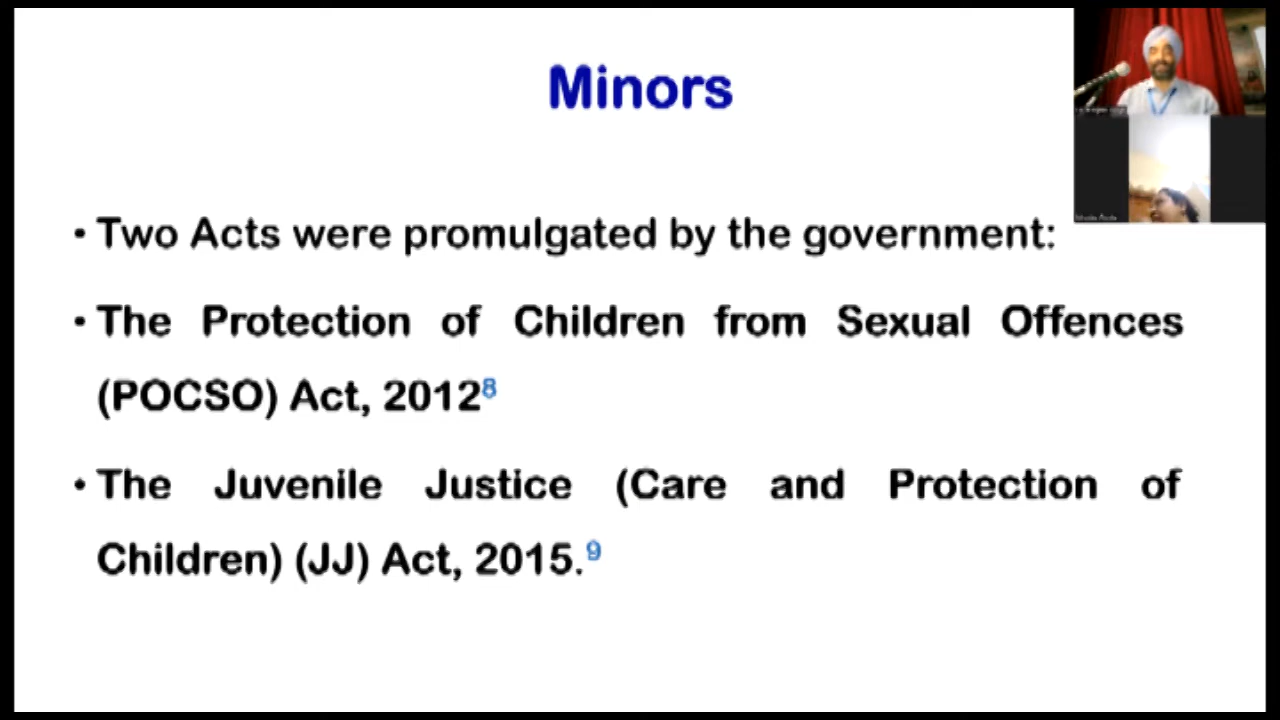 Minors
• Two Acts were promulgated by the government:
• The Protection of Children from Sexual Offences
(POCSO) Act, 2012⁸
• The Juvenile Justice (Care and Protection of
Children) (JJ) Act, 2015.⁹